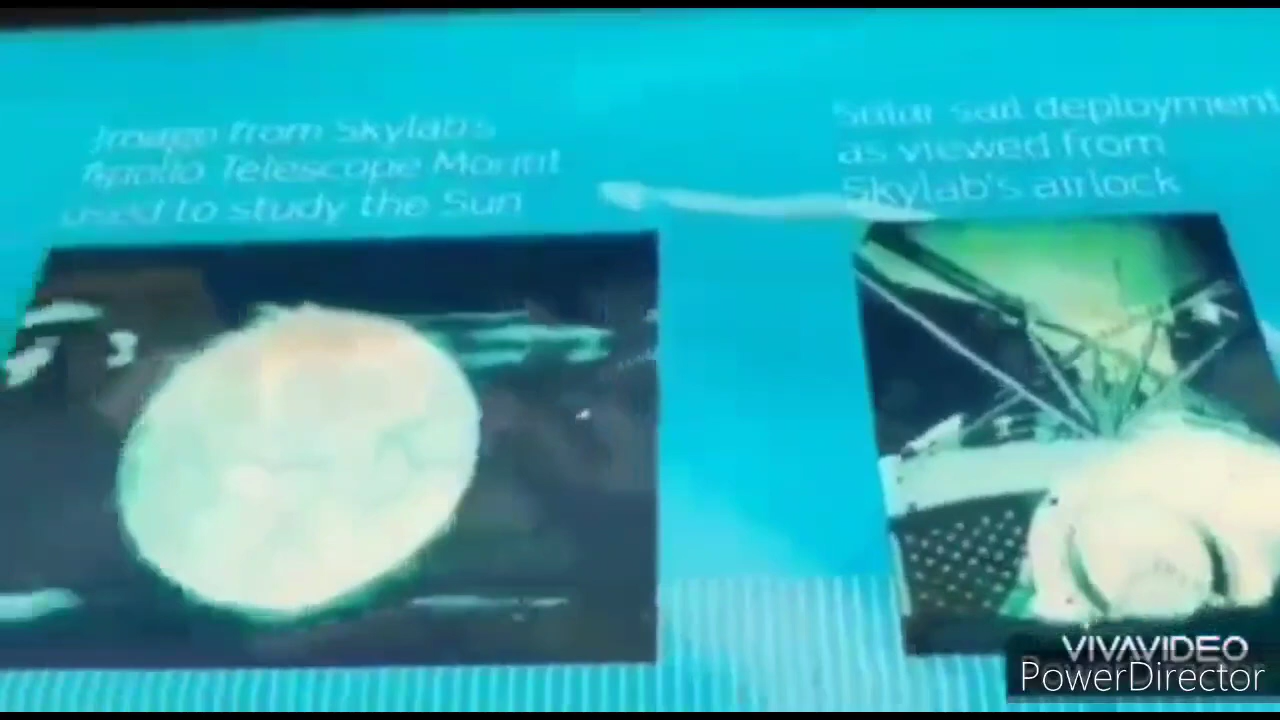 Image from Skylab's
Apollo Telescope Mount
used to study the Sun
Solar sail deployment
as viewed from
Skylab's airlock
VIVAVIDEO
PowerDirector